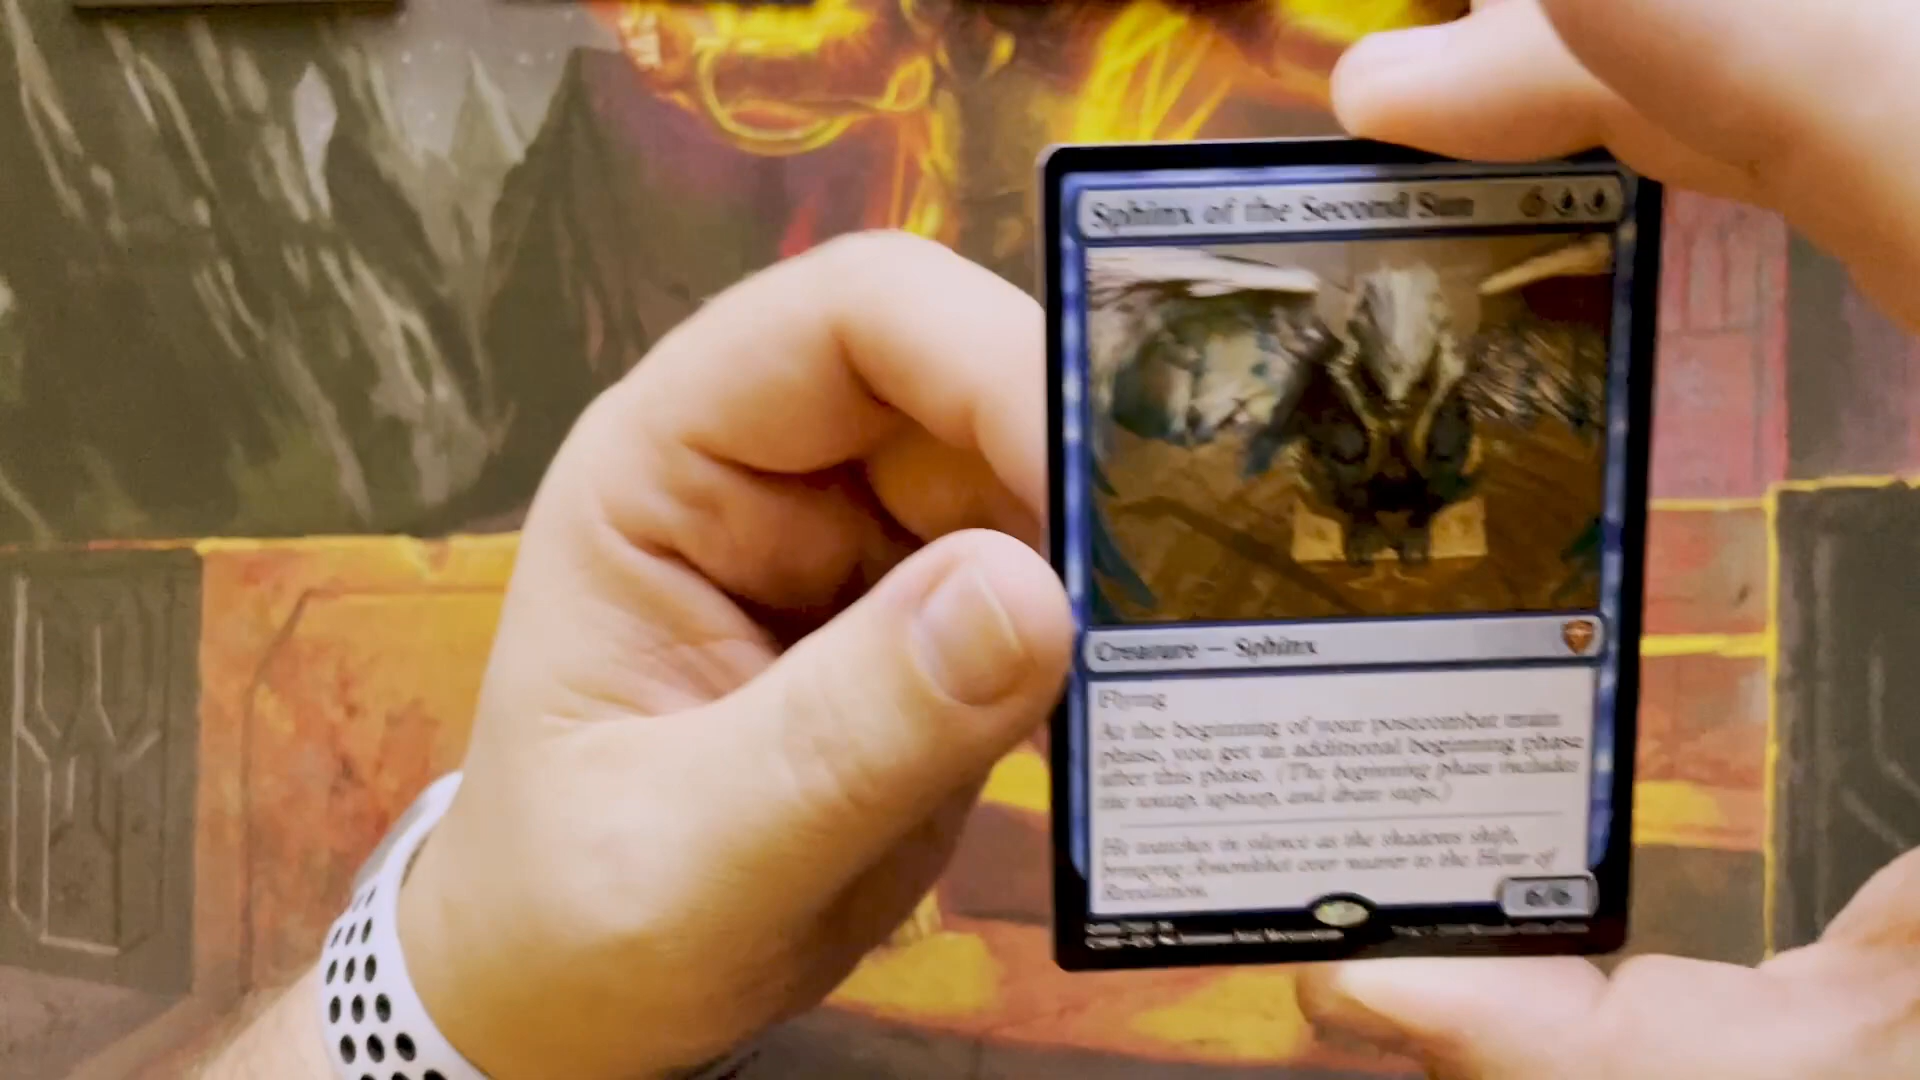 Sphinx of the Second Sun 6
Creature — Sphinx
Flying
At the beginning of your postcombat main
phase, you get an additional beginning phase
after this phase. (The beginning phase includes
the untap, upkeep, and draw steps.)
He watches in silence as the shadows shift,
bringing Amonkhet ever nearer to the Hour of
Revelation.
6/6